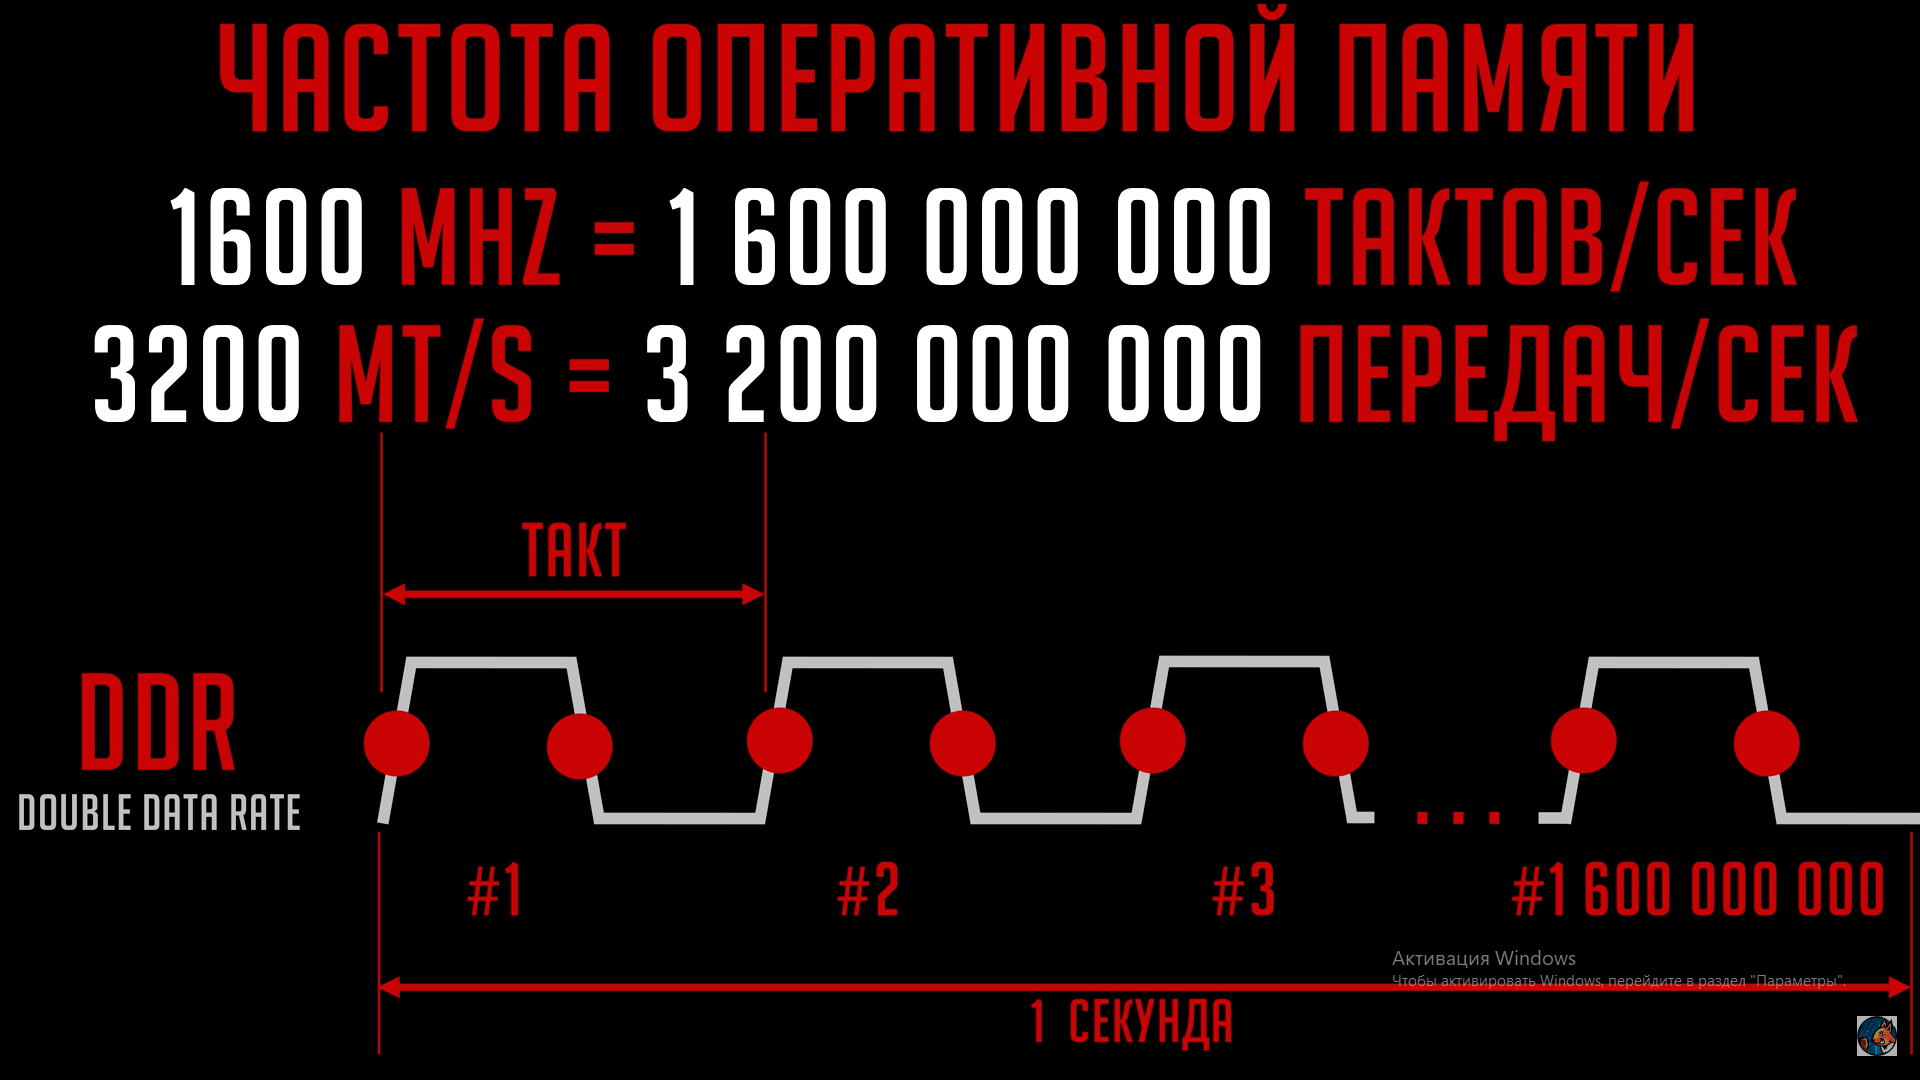 ЧАСТОТА ОПЕРАТИВНОЙ ПАМЯТИ
1600 MHZ = 1 600 000 000 ТАКТОВ/СЕК
3200 MT/S = 3 200 000 000 ПЕРЕДАЧ/СЕК
ТАКТ
DDR
DOUBLE DATA RATE
#1 #2 #3 ... #1 600 000 000
Активация Windows
Чтобы активировать Windows, перейдите в раздел "Параметры".
1 СЕКУНДА